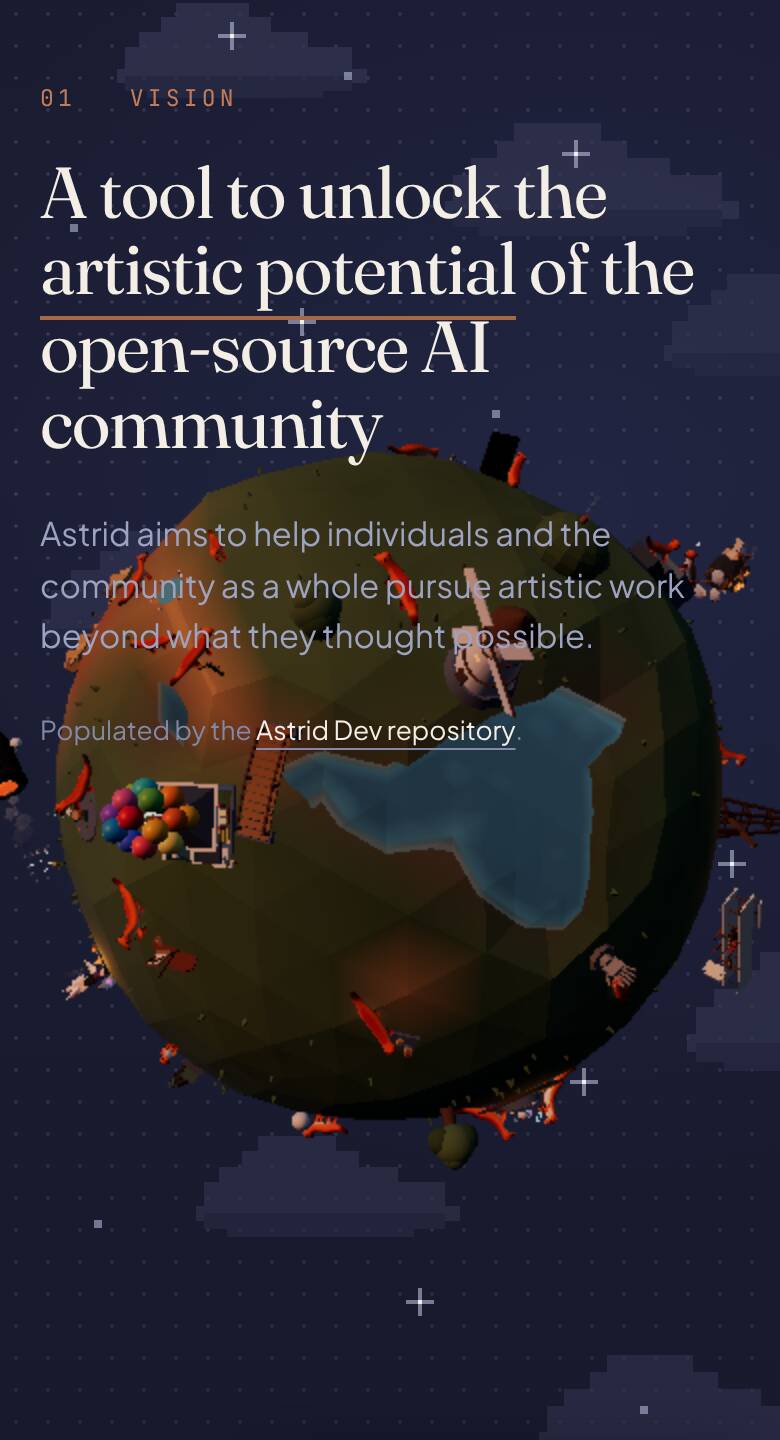 01 VISION
A tool to unlock the
artistic potential of the
open-source AI
community
Astrid aims to help individuals and the
community as a whole pursue artistic work
beyond what they thought possible.
Populated by the Astrid Dev repository.